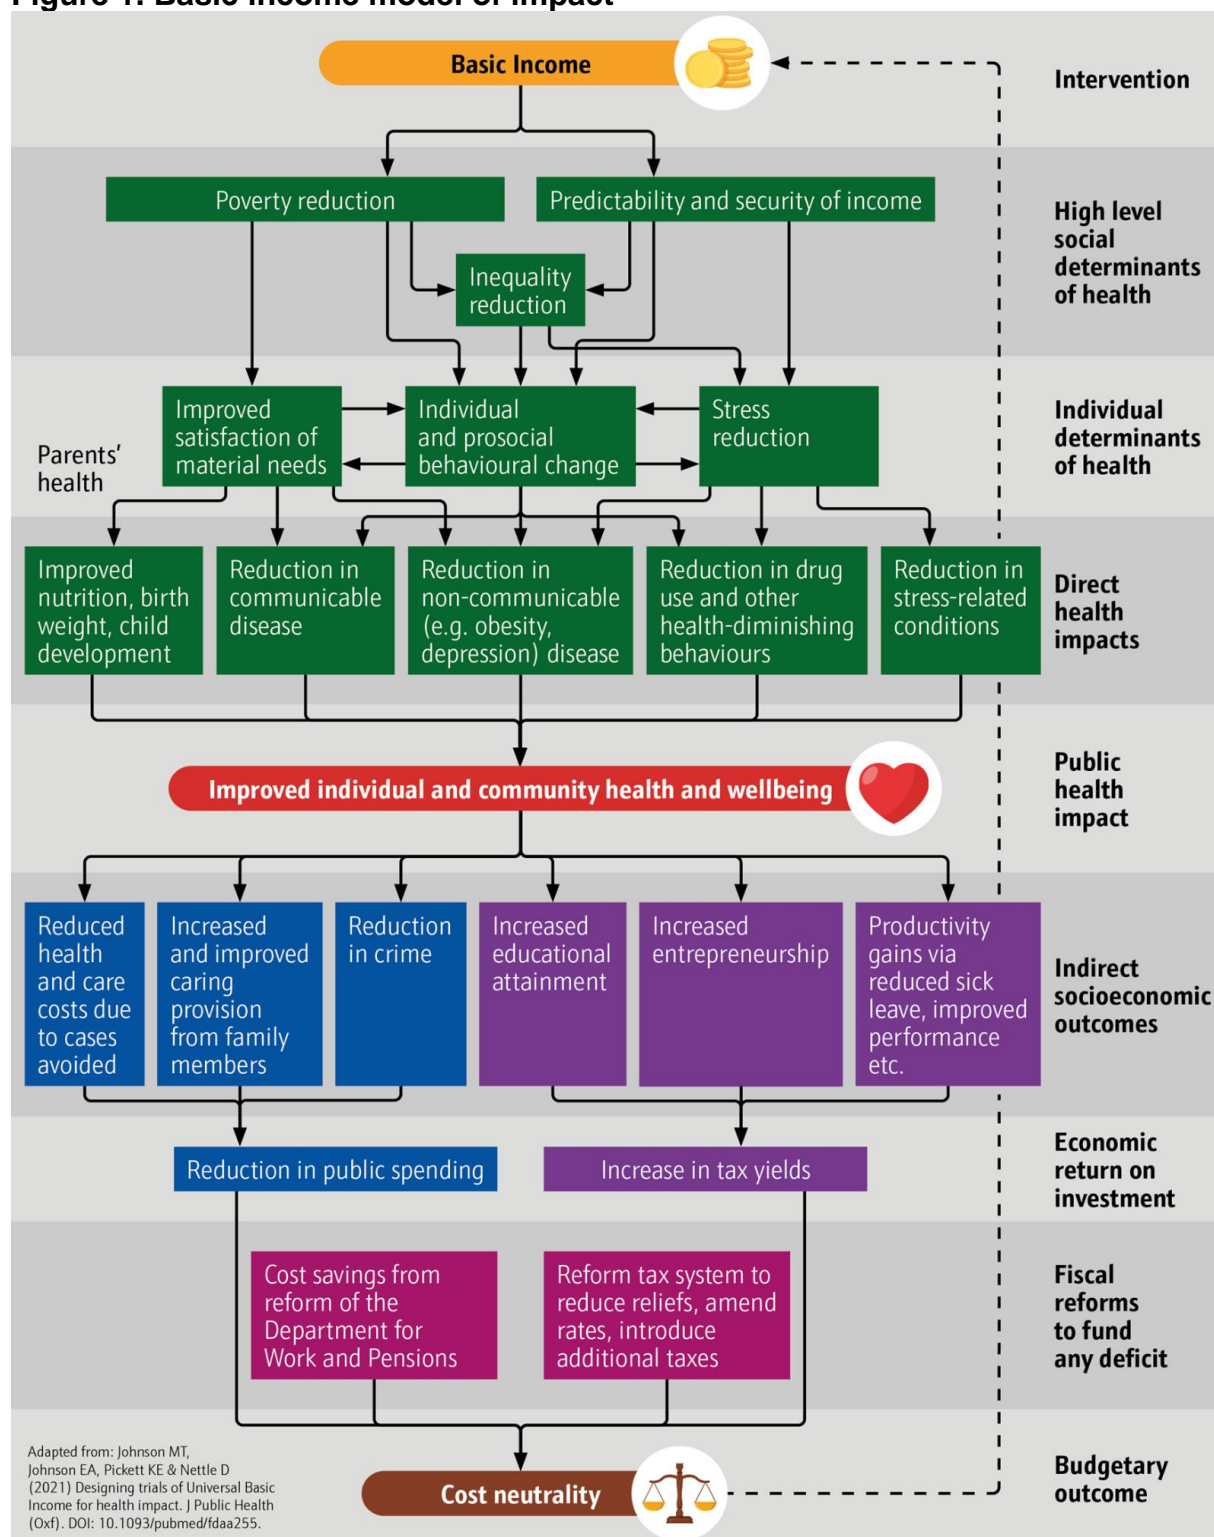 Figure 1: Basic income model of impact
Basic Income
Intervention
Poverty reduction
Predictability and security of income
High level
social
determinants
of health
Inequality
reduction
Improved
satisfaction of
material needs
Individual
and prosocial
behavioural change
Stress
reduction
Individual
determinants
of health
Parents'
health
Improved
nutrition, birth
weight, child
development
Reduction in
communicable
disease
Reduction in
non-communicable
(e.g. obesity,
depression) disease
Reduction in drug
use and other
health-diminishing
behaviours
Reduction in
stress-related
conditions
Direct
health
impacts
Improved individual and community health and wellbeing
Public
health
impact
Reduced
health
and care
costs due
to cases
avoided
Increased
and improved
caring
provision
from family
members
Reduction
in crime
Increased
educational
attainment
Increased
entrepreneurship
Productivity
gains via
reduced sick
leave, improved
performance
etc.
Indirect
socioeconomic
outcomes
Reduction in public spending
Increase in tax yields
Economic
return on
investment
Cost savings from
reform of the
Department for
Work and Pensions
Reform tax system to
reduce reliefs, amend
rates, introduce
additional taxes
Fiscal
reforms
to fund
any deficit
Adapted from: Johnson MT,
Johnson EA, Pickett KE & Nettle D
(2021) Designing trials of Universal Basic
Income for health impact. J Public Health
(Oxf). DOI: 10.1093/pubmed/fdaa255.
Cost neutrality
Budgetary
outcome